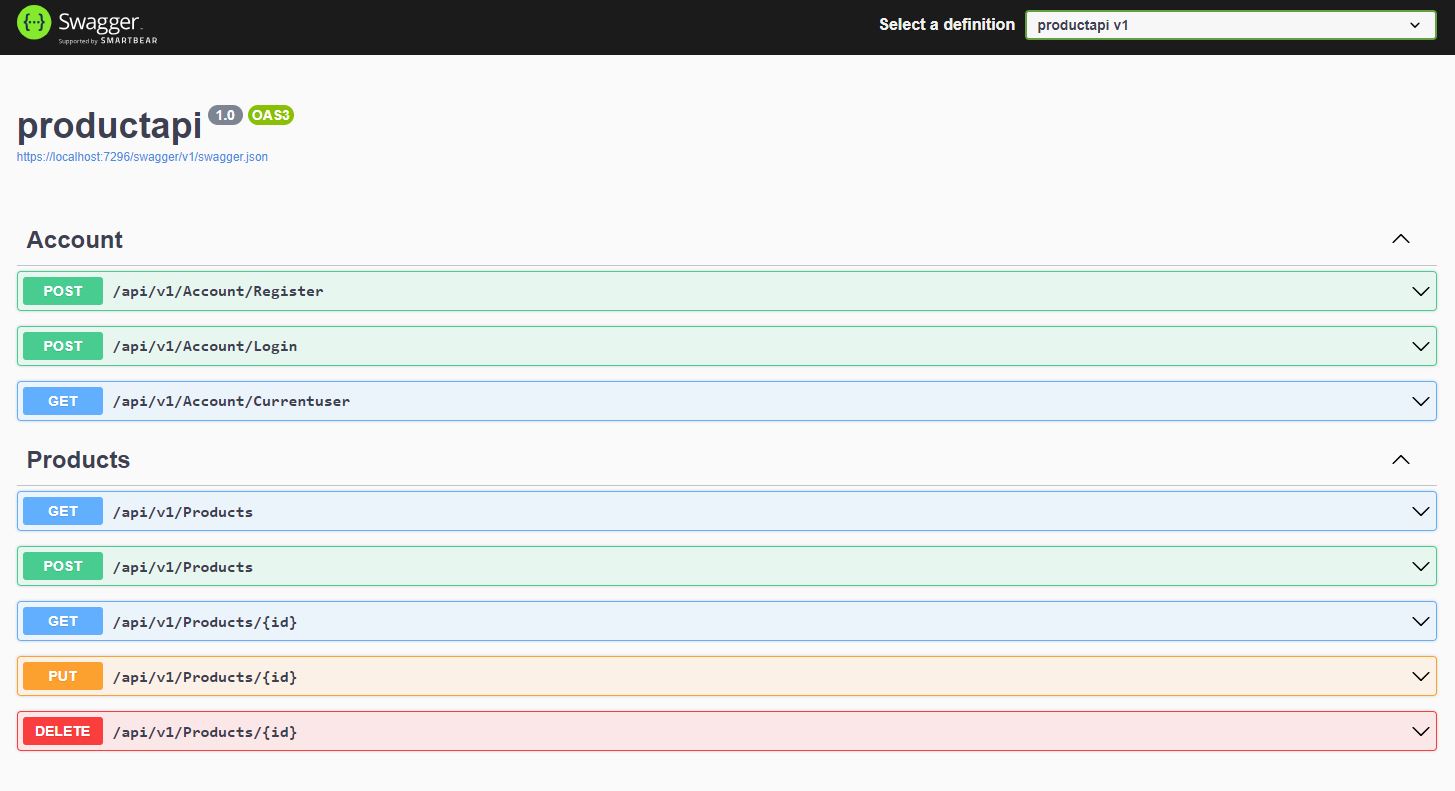 {···} Swagger. Select a definition productapi v1
Supported by SMARTBEAR
productapi 1.0 OAS3
https://localhost:7296/swagger/v1/swagger.json
Account
POST /api/v1/Account/Register
POST /api/v1/Account/Login
GET /api/v1/Account/Currentuser
Products
GET /api/v1/Products
POST /api/v1/Products
GET /api/v1/Products/{id}
PUT /api/v1/Products/{id}
DELETE /api/v1/Products/{id}